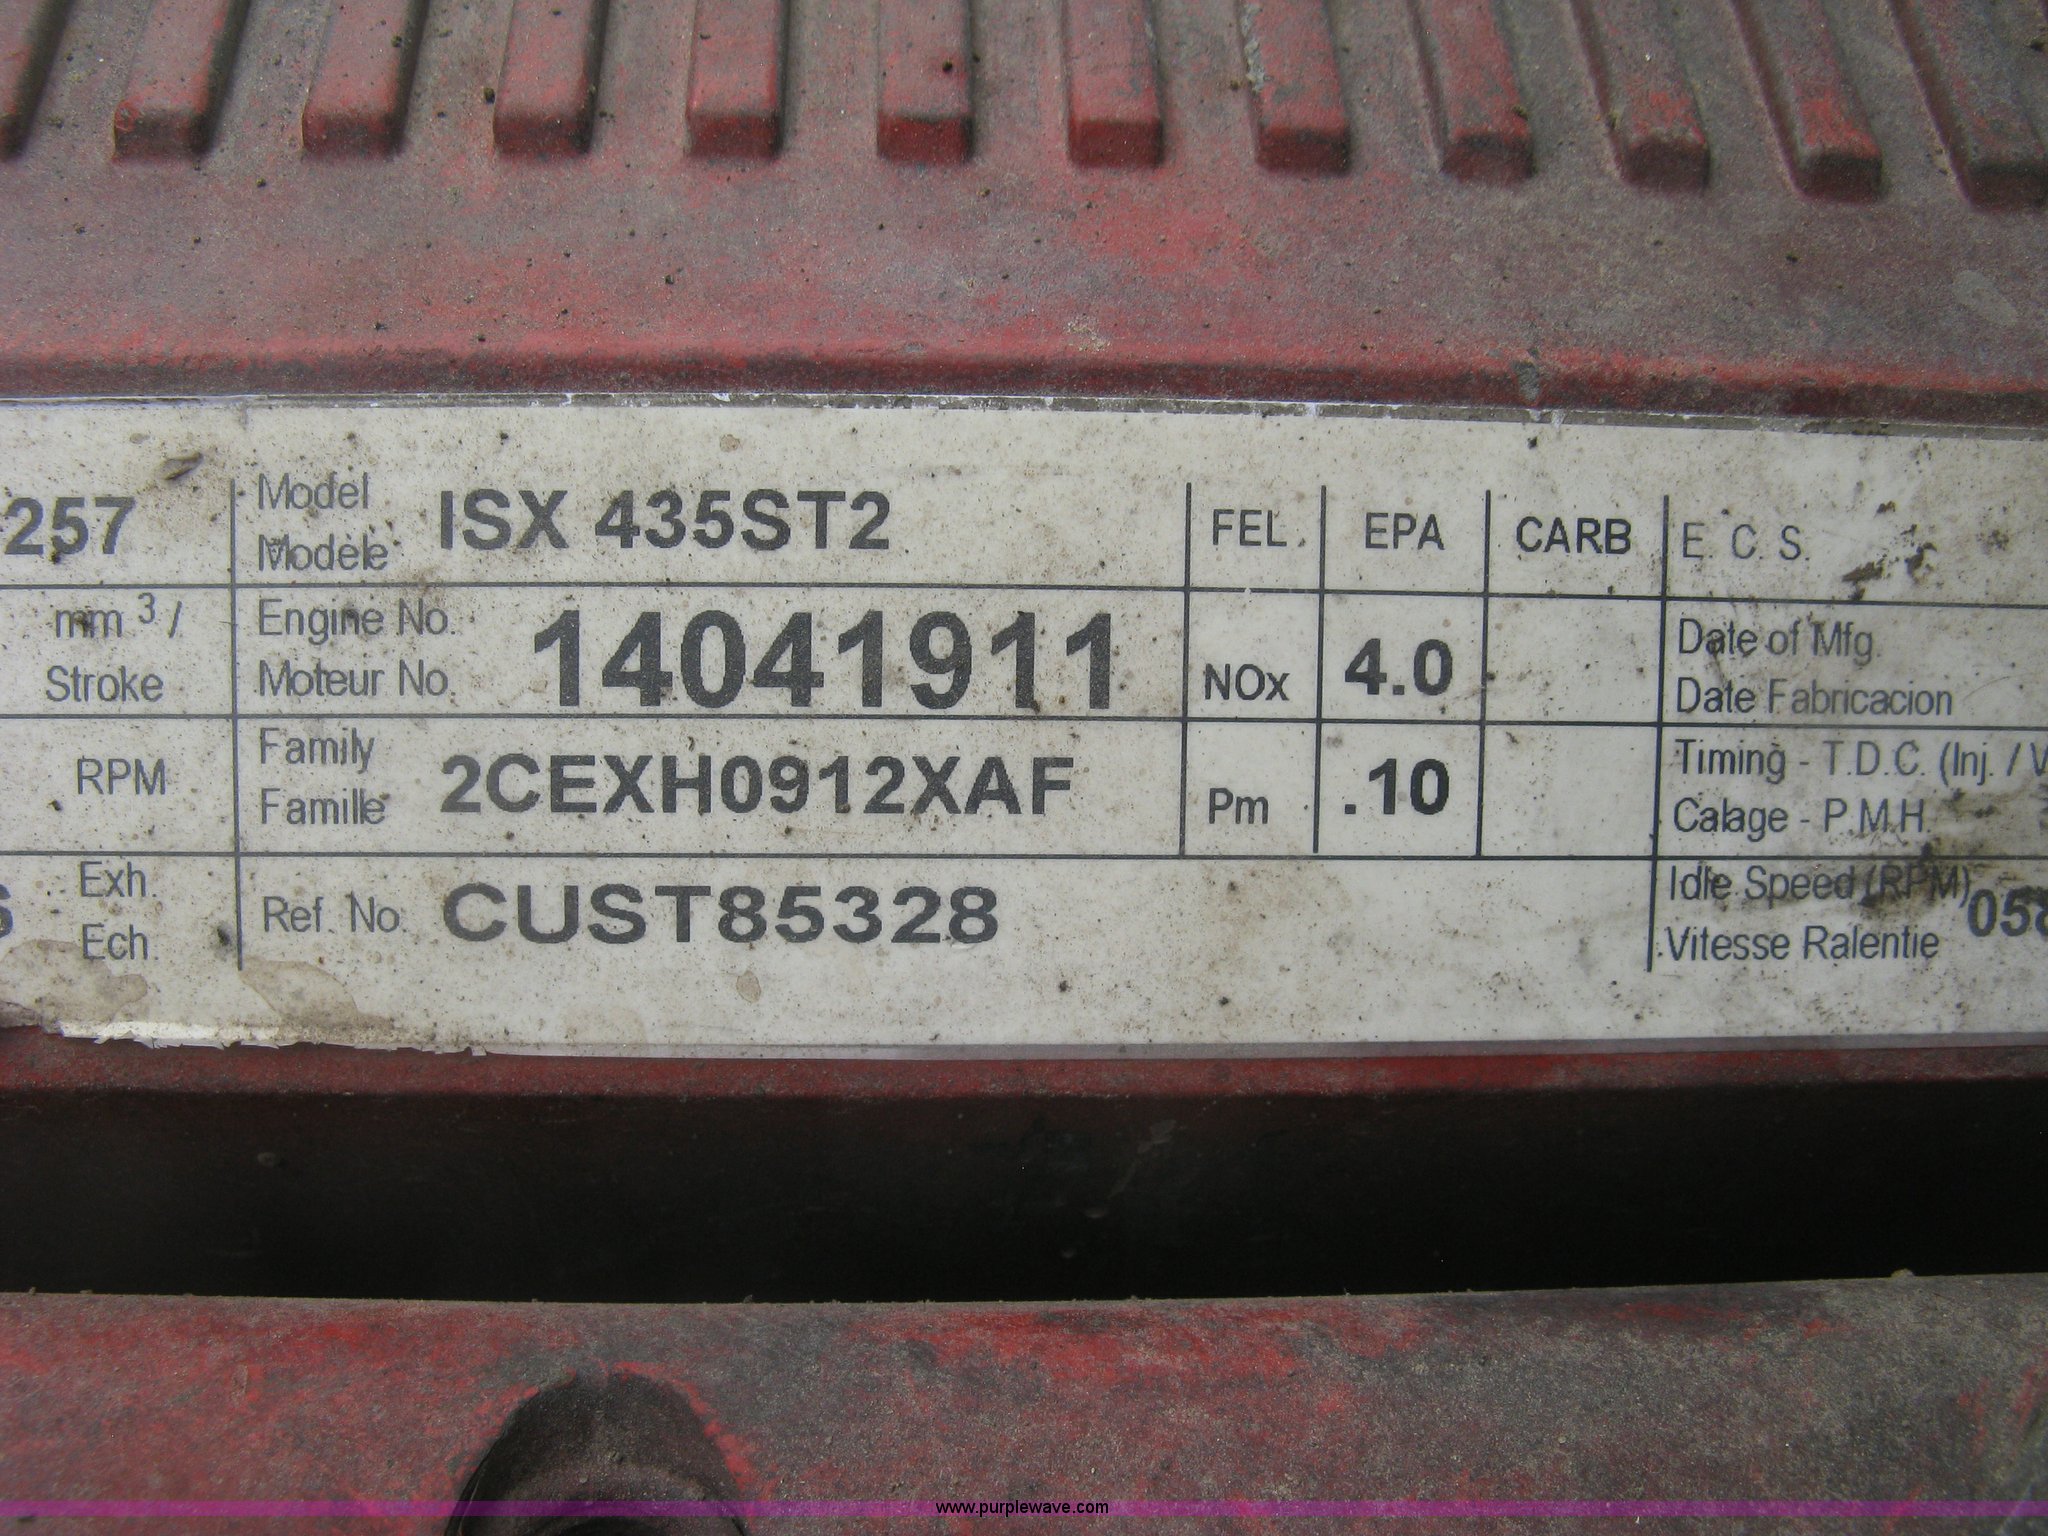 257
Model
Modèle
ISX 435ST2
FEL.
EPA
CARB
E. C. S.
mm 3 /
Stroke
Engine No.
Moteur No.
14041911
NOx
4.0
Date of Mfg.
Date Fabricacion
RPM
Family
Famille
2CEXH0912XAF
Pm
.10
Timing - T.D.C. (Inj. / V
Calage - P.M.H.
Exh.
Ech.
Ref. No.
CUST85328
Idle Speed (RPM)
Vitesse Ralentie
058
www.purplewave.com